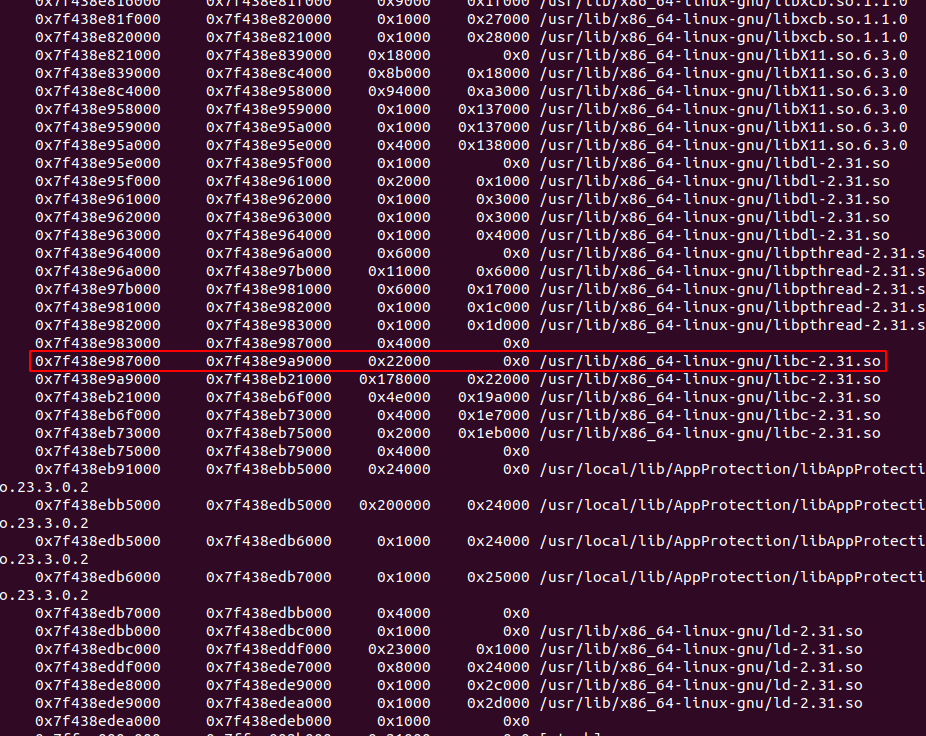 0x7f438e816000 0x7f438e81f000 0x9000 0x1f000 /usr/lib/x86_64-linux-gnu/libxcb.so.1.1.0
0x7f438e81f000 0x7f438e820000 0x1000 0x27000 /usr/lib/x86_64-linux-gnu/libxcb.so.1.1.0
0x7f438e820000 0x7f438e821000 0x1000 0x28000 /usr/lib/x86_64-linux-gnu/libxcb.so.1.1.0
0x7f438e821000 0x7f438e839000 0x18000 0x0 /usr/lib/x86_64-linux-gnu/libX11.so.6.3.0
0x7f438e839000 0x7f438e8c4000 0x8b000 0x18000 /usr/lib/x86_64-linux-gnu/libX11.so.6.3.0
0x7f438e8c4000 0x7f438e958000 0x94000 0xa3000 /usr/lib/x86_64-linux-gnu/libX11.so.6.3.0
0x7f438e958000 0x7f438e959000 0x1000 0x137000 /usr/lib/x86_64-linux-gnu/libX11.so.6.3.0
0x7f438e959000 0x7f438e95a000 0x1000 0x137000 /usr/lib/x86_64-linux-gnu/libX11.so.6.3.0
0x7f438e95a000 0x7f438e95e000 0x4000 0x138000 /usr/lib/x86_64-linux-gnu/libX11.so.6.3.0
0x7f438e95e000 0x7f438e95f000 0x1000 0x0 /usr/lib/x86_64-linux-gnu/libdl-2.31.so
0x7f438e95f000 0x7f438e961000 0x2000 0x1000 /usr/lib/x86_64-linux-gnu/libdl-2.31.so
0x7f438e961000 0x7f438e962000 0x1000 0x3000 /usr/lib/x86_64-linux-gnu/libdl-2.31.so
0x7f438e962000 0x7f438e963000 0x1000 0x3000 /usr/lib/x86_64-linux-gnu/libdl-2.31.so
0x7f438e963000 0x7f438e964000 0x1000 0x4000 /usr/lib/x86_64-linux-gnu/libdl-2.31.so
0x7f438e964000 0x7f438e96a000 0x6000 0x0 /usr/lib/x86_64-linux-gnu/libpthread-2.31.s
0x7f438e96a000 0x7f438e97b000 0x11000 0x6000 /usr/lib/x86_64-linux-gnu/libpthread-2.31.s
0x7f438e97b000 0x7f438e981000 0x6000 0x17000 /usr/lib/x86_64-linux-gnu/libpthread-2.31.s
0x7f438e981000 0x7f438e982000 0x1000 0x1c000 /usr/lib/x86_64-linux-gnu/libpthread-2.31.s
0x7f438e982000 0x7f438e983000 0x1000 0x1d000 /usr/lib/x86_64-linux-gnu/libpthread-2.31.s
0x7f438e983000 0x7f438e987000 0x4000 0x0
0x7f438e987000 0x7f438e9a9000 0x22000 0x0 /usr/lib/x86_64-linux-gnu/libc-2.31.so
0x7f438e9a9000 0x7f438eb21000 0x178000 0x22000 /usr/lib/x86_64-linux-gnu/libc-2.31.so
0x7f438eb21000 0x7f438eb6f000 0x4e000 0x19a000 /usr/lib/x86_64-linux-gnu/libc-2.31.so
0x7f438eb6f000 0x7f438eb73000 0x4000 0x1e7000 /usr/lib/x86_64-linux-gnu/libc-2.31.so
0x7f438eb73000 0x7f438eb75000 0x2000 0x1eb000 /usr/lib/x86_64-linux-gnu/libc-2.31.so
0x7f438eb75000 0x7f438eb79000 0x4000 0x0
0x7f438eb91000 0x7f438ebb5000 0x24000 0x0 /usr/local/lib/AppProtection/libAppProtecti
o.23.3.0.2
0x7f438ebb5000 0x7f438edb5000 0x200000 0x24000 /usr/local/lib/AppProtection/libAppProtecti
o.23.3.0.2
0x7f438edb5000 0x7f438edb6000 0x1000 0x24000 /usr/local/lib/AppProtection/libAppProtecti
o.23.3.0.2
0x7f438edb6000 0x7f438edb7000 0x1000 0x25000 /usr/local/lib/AppProtection/libAppProtecti
o.23.3.0.2
0x7f438edb7000 0x7f438edbb000 0x4000 0x0
0x7f438edbb000 0x7f438edbc000 0x1000 0x0 /usr/lib/x86_64-linux-gnu/ld-2.31.so
0x7f438edbc000 0x7f438eddf000 0x23000 0x1000 /usr/lib/x86_64-linux-gnu/ld-2.31.so
0x7f438eddf000 0x7f438ede7000 0x8000 0x24000 /usr/lib/x86_64-linux-gnu/ld-2.31.so
0x7f438ede8000 0x7f438ede9000 0x1000 0x2c000 /usr/lib/x86_64-linux-gnu/ld-2.31.so
0x7f438ede9000 0x7f438edea000 0x1000 0x2d000 /usr/lib/x86_64-linux-gnu/ld-2.31.so
0x7f438edea000 0x7f438edeb000 0x1000 0x0